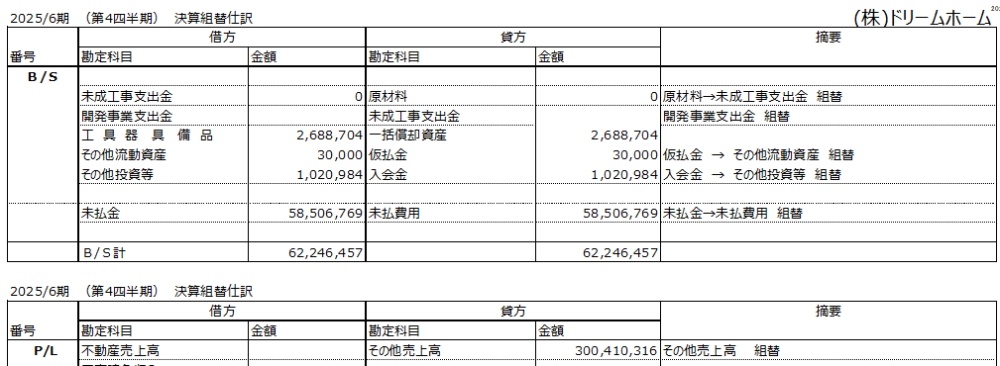 2025/6期 （第4四半期） 決算組替仕訳 (株)ドリームホーム
借方 貸方 摘要
番号 勘定科目 金額 勘定科目 金額
B/S
未成工事支出金 0 原材料 0 原材料→未成工事支出金 組替
開発事業支出金 未成工事支出金 開発事業支出金 組替
工 具 器 具 備 品 2,688,704 一括償却資産 2,688,704
その他流動資産 30,000 仮払金 30,000 仮払金 → その他流動資産 組替
その他投資等 1,020,984 入会金 1,020,984 入会金 → その他投資等 組替
未払金 58,506,769 未払費用 58,506,769 未払金→未払費用 組替
B/S計 62,246,457 62,246,457
2025/6期 （第4四半期） 決算組替仕訳
借方 貸方 摘要
番号 勘定科目 金額 勘定科目 金額
P/L 不動産売上高 その他売上高 300,410,316 その他売上高 組替